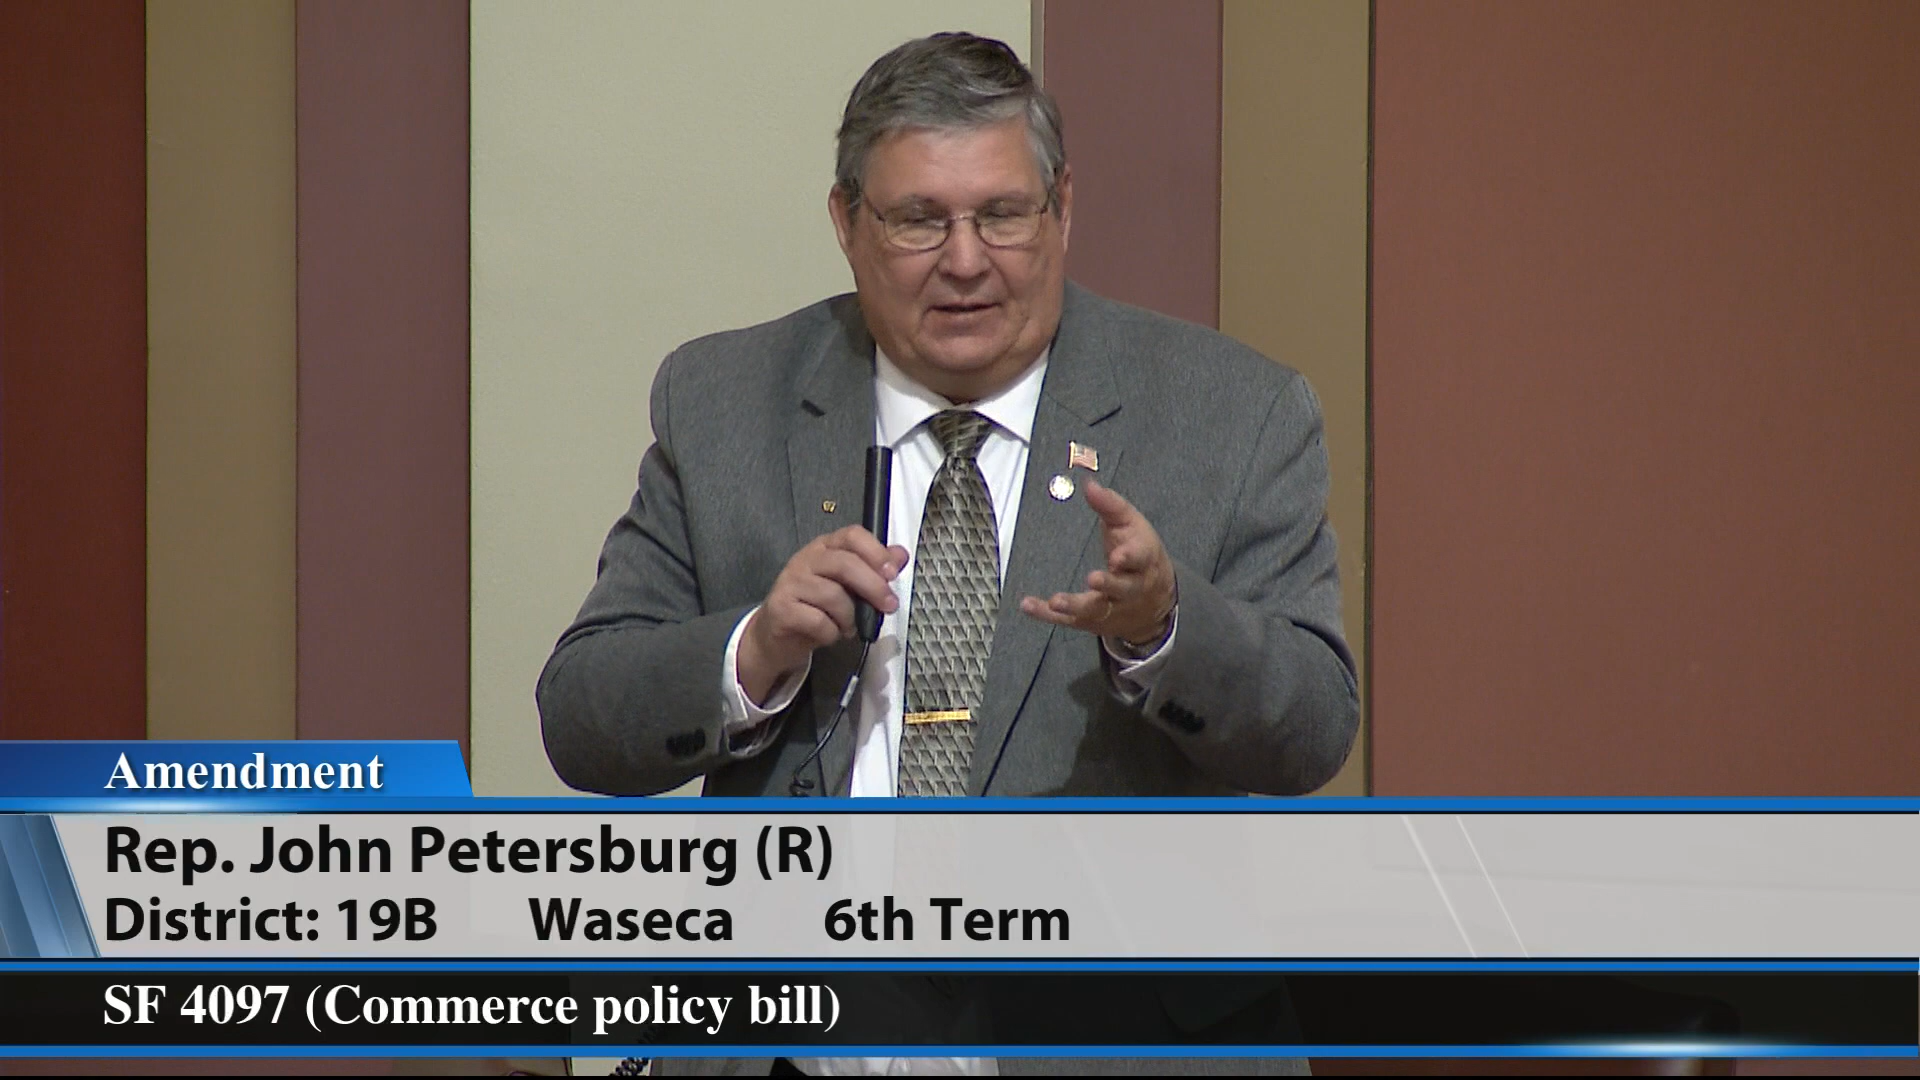 Amendment
Rep. John Petersburg (R)
District: 19B Waseca 6th Term
SF 4097 (Commerce policy bill)